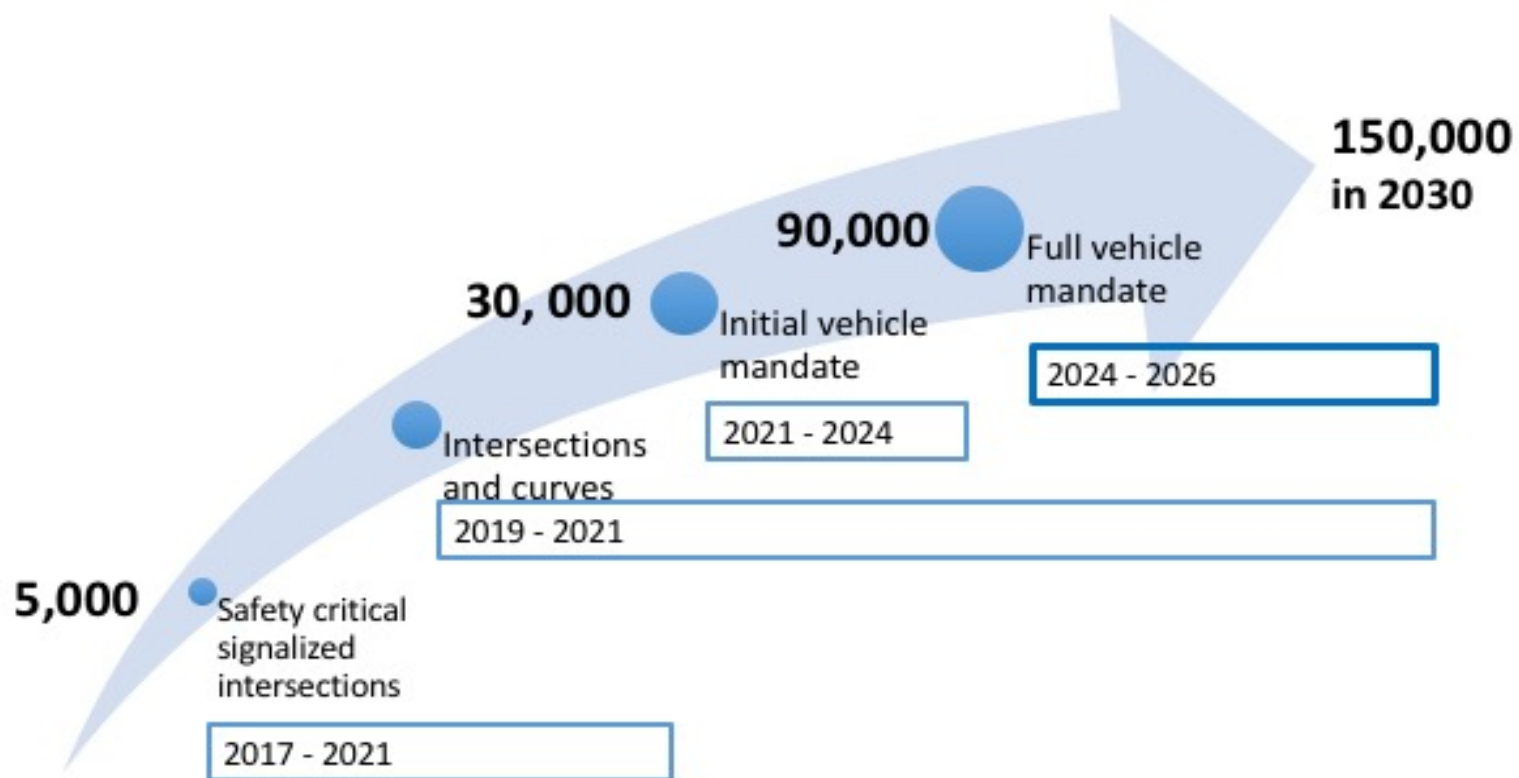 150,000
in 2030
90,000
Full vehicle
mandate
2024 - 2026
30, 000
Initial vehicle
mandate
2021 - 2024
Intersections
and curves
2019 - 2021
5,000
Safety critical
signalized
intersections
2017 - 2021